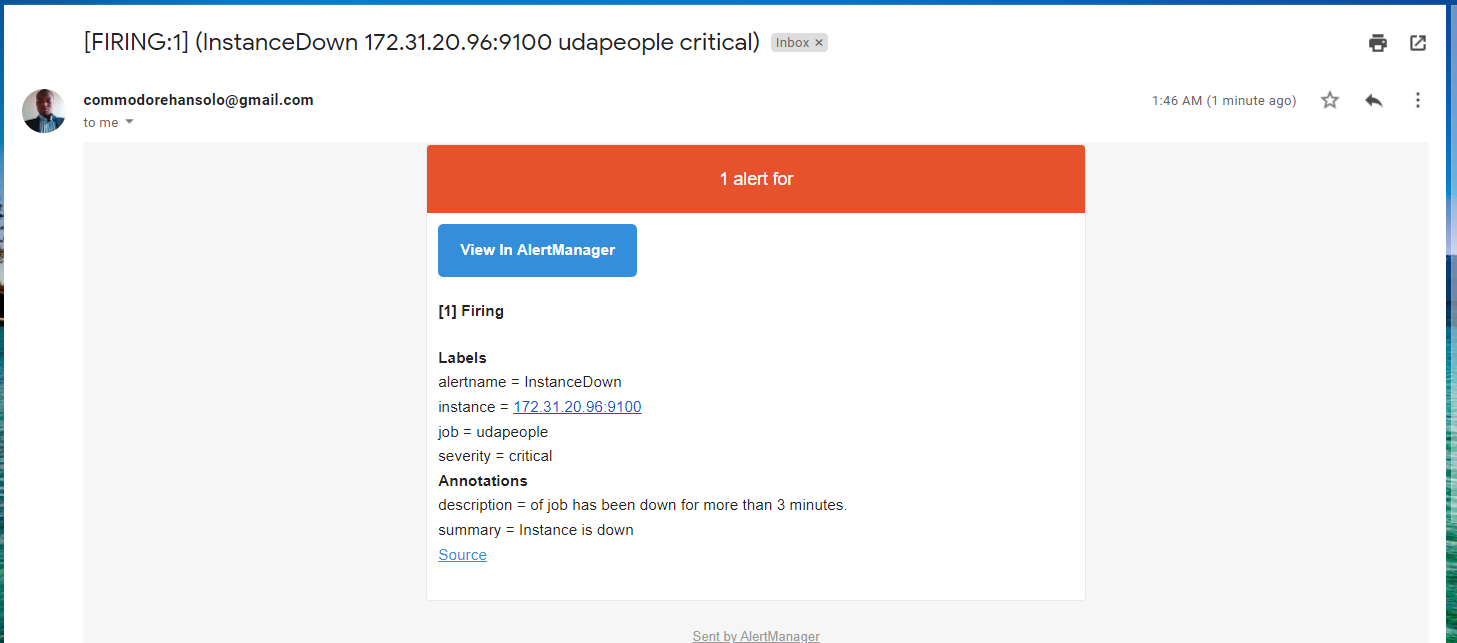 [FIRING:1] (InstanceDown 172.31.20.96:9100 udapeople critical) Inbox ×
commodorehansolo@gmail.com 1:46 AM (1 minute ago)
to me
1 alert for
View In AlertManager
[1] Firing
Labels
alertname = InstanceDown
instance = 172.31.20.96:9100
job = udapeople
severity = critical
Annotations
description = of job has been down for more than 3 minutes.
summary = Instance is down
Source
Sent by AlertManager